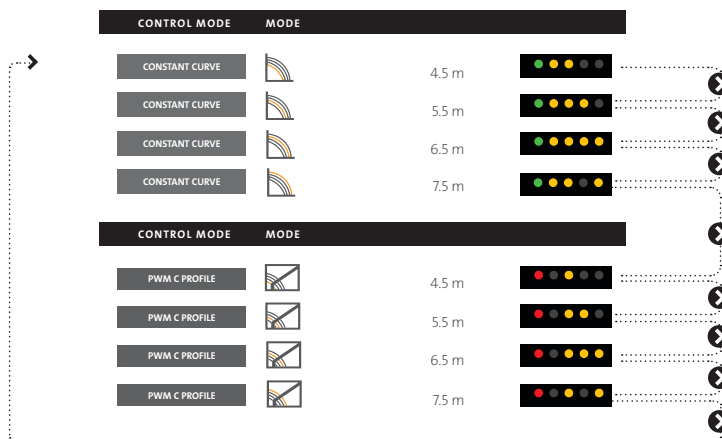 CONTROL MODE MODE
CONSTANT CURVE 4.5 m
CONSTANT CURVE 5.5 m
CONSTANT CURVE 6.5 m
CONSTANT CURVE 7.5 m
CONTROL MODE MODE
PWM C PROFILE 4.5 m
PWM C PROFILE 5.5 m
PWM C PROFILE 6.5 m
PWM C PROFILE 7.5 m